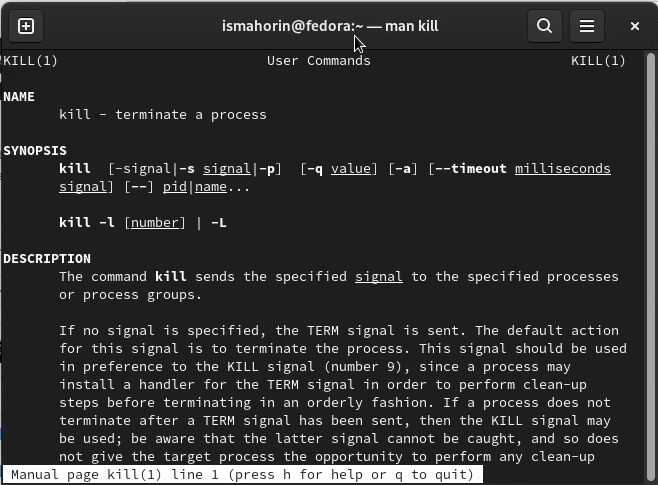 ismahorin@fedora:~ — man kill
KILL(1) User Commands KILL(1)
NAME
kill - terminate a process
SYNOPSIS
kill [-signal|-s signal|-p] [-q value] [-a] [--timeout milliseconds
signal] [--] pid|name...
kill -l [number] | -L
DESCRIPTION
The command kill sends the specified signal to the specified processes
or process groups.
If no signal is specified, the TERM signal is sent. The default action
for this signal is to terminate the process. This signal should be used
in preference to the KILL signal (number 9), since a process may
install a handler for the TERM signal in order to perform clean-up
steps before terminating in an orderly fashion. If a process does not
terminate after a TERM signal has been sent, then the KILL signal may
be used; be aware that the latter signal cannot be caught, and so does
not give the target process the opportunity to perform any clean-up
Manual page kill(1) line 1 (press h for help or q to quit)